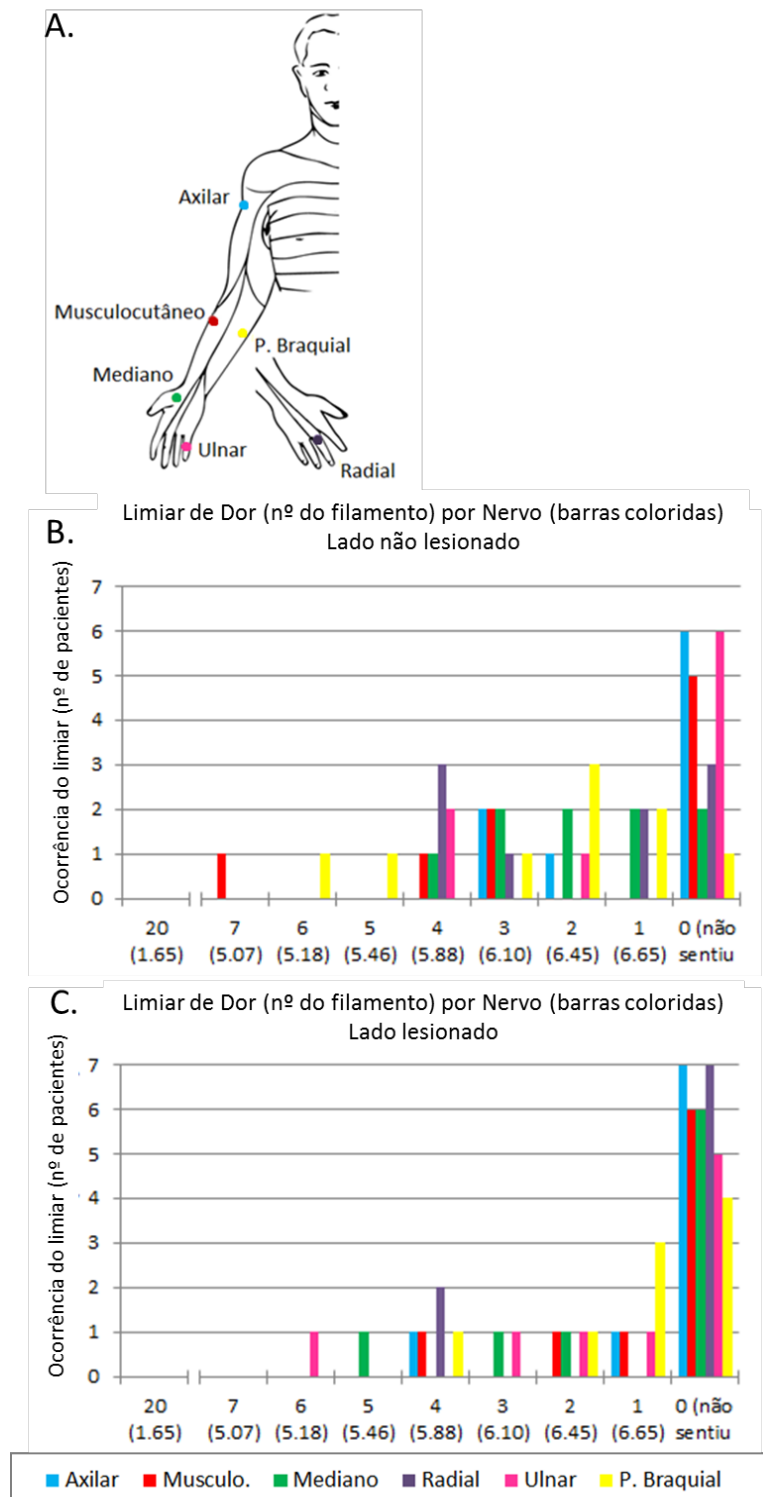 A.
Axilar
Musculocutâneo
P. Braquial
Mediano
Ulnar
Radial
B.
Limiar de Dor (nº do filamento) por Nervo (barras coloridas)
Lado não lesionado
Ocorrência do limiar (nº de pacientes)
7
6
5
4
3
2
1
0
20 7 6 5 4 3 2 1 0 (não
(1.65) (5.07) (5.18) (5.46) (5.88) (6.10) (6.45) (6.65) sentiu
C.
Limiar de Dor (nº do filamento) por Nervo (barras coloridas)
Lado lesionado
Ocorrência do limiar (nº de pacientes)
7
6
5
4
3
2
1
0
20 7 6 5 4 3 2 1 0 (não
(1.65) (5.07) (5.18) (5.46) (5.88) (6.10) (6.45) (6.65) sentiu
Axilar Musculo. Mediano Radial Ulnar P. Braquial